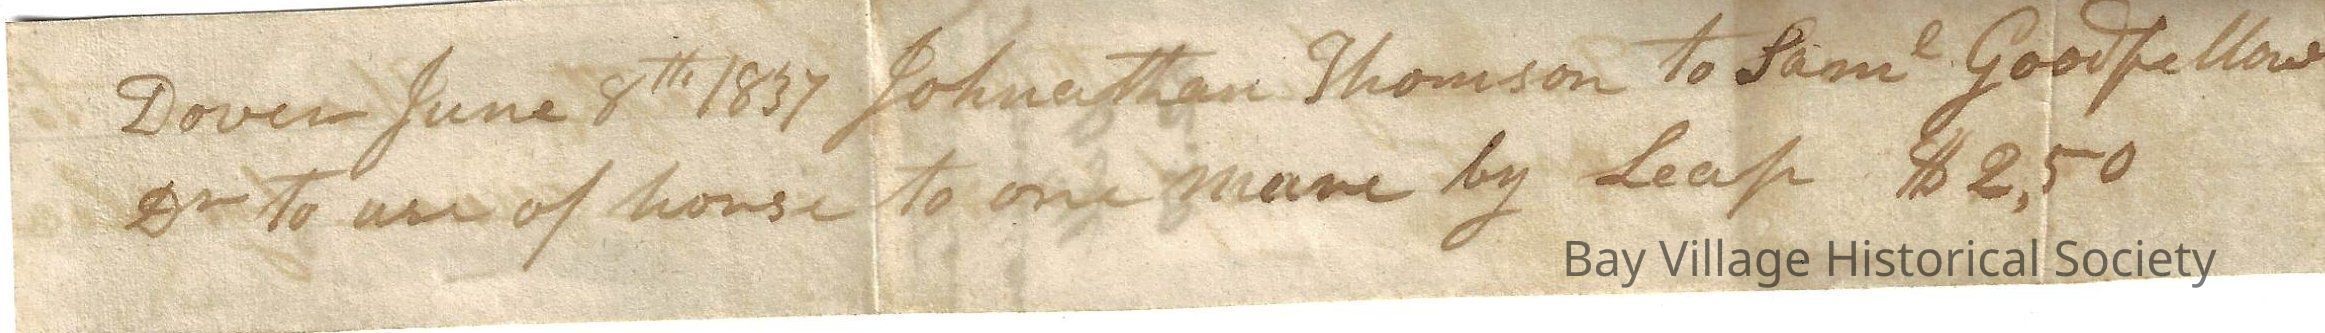 Dover June 8th 1837 Johnathan Thomson to Saml Goodfellow
Dr to use of horse to one mare by Leap $2,50
Bay Village Historical Society